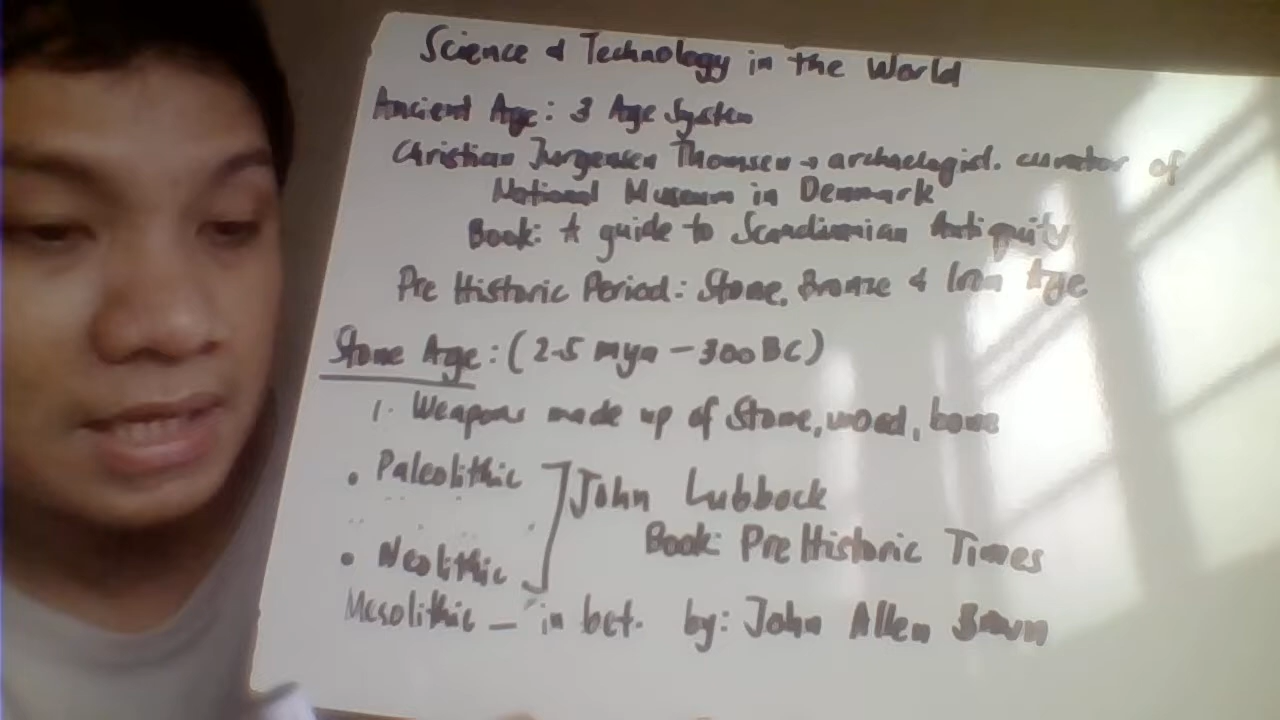 Science & Technology in the World
Ancient Age: 3 Age System
Christian Jurgensen Thomsen → archaelogist. curator of
National Museum in Denmark
Book: A guide to Scandinavian Antiquity
Pre Historic Period: Stone, Bronze & Iron Age
Stone Age: (2.5 mya - 300 BC)
1. Weapons made up of Stone, wood, bone
• Paleolithic ] John Lubbock
Book: PreHistoric Times
• Neolithic
Mesolithic - in bet. by: John Allen Brown